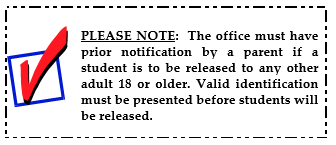 PLEASE NOTE:  The office must have
prior notification by a parent if a
student is to be released to any other
adult 18 or older. Valid identification
must be presented before students will
be released.